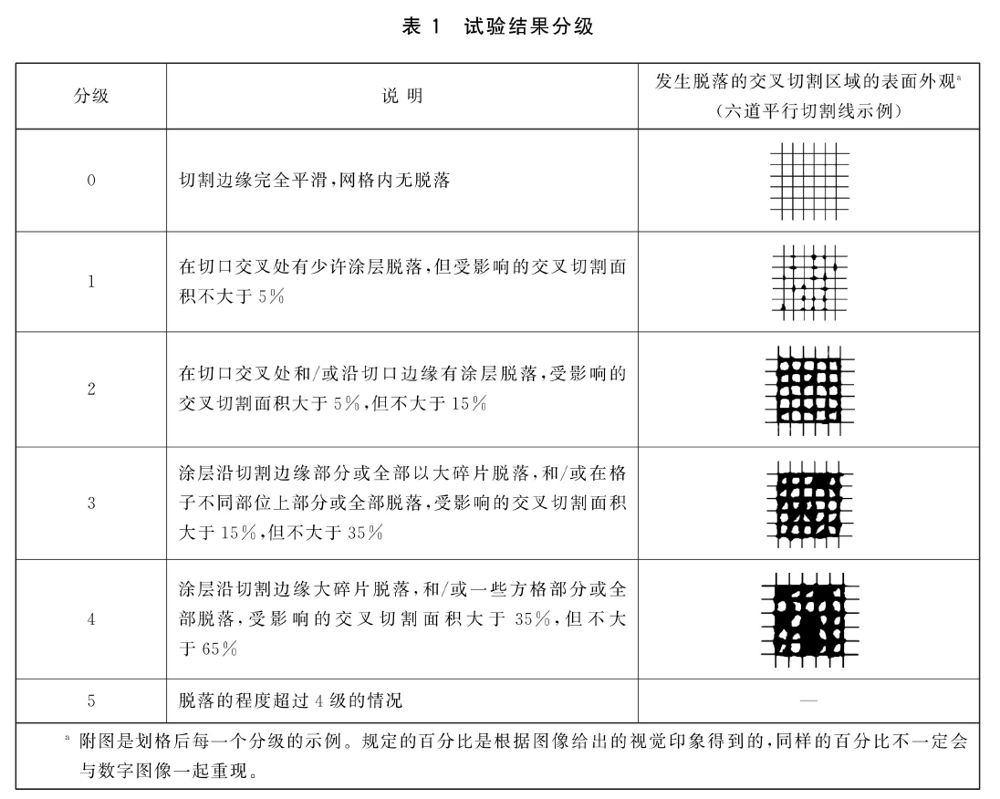 表 1　试验结果分级
分级
说 明
发生脱落的交叉切割区域的表面外观ᵃ
（六道平行切割线示例）
0
切割边缘完全平滑,网格内无脱落
1
在切口交叉处有少许涂层脱落,但受影响的交叉切割面
积不大于 5%
2
在切口交叉处和/或沿切口边缘有涂层脱落,受影响的
交叉切割面积大于 5%,但不大于 15%
3
涂层沿切割边缘部分或全部以大碎片脱落,和/或在格
子不同部位上部分或全部脱落,受影响的交叉切割面积
大于 15%,但不大于 35%
4
涂层沿切割边缘大碎片脱落,和/或一些方格部分或全
部脱落,受影响的交叉切割面积大于 35%,但不大
于 65%
5
脱落的程度超过 4 级的情况
—
ᵃ 附图是划格后每一个分级的示例。规定的百分比是根据图像给出的视觉印象得到的,同样的百分比不一定会
与数字图像一起重现。